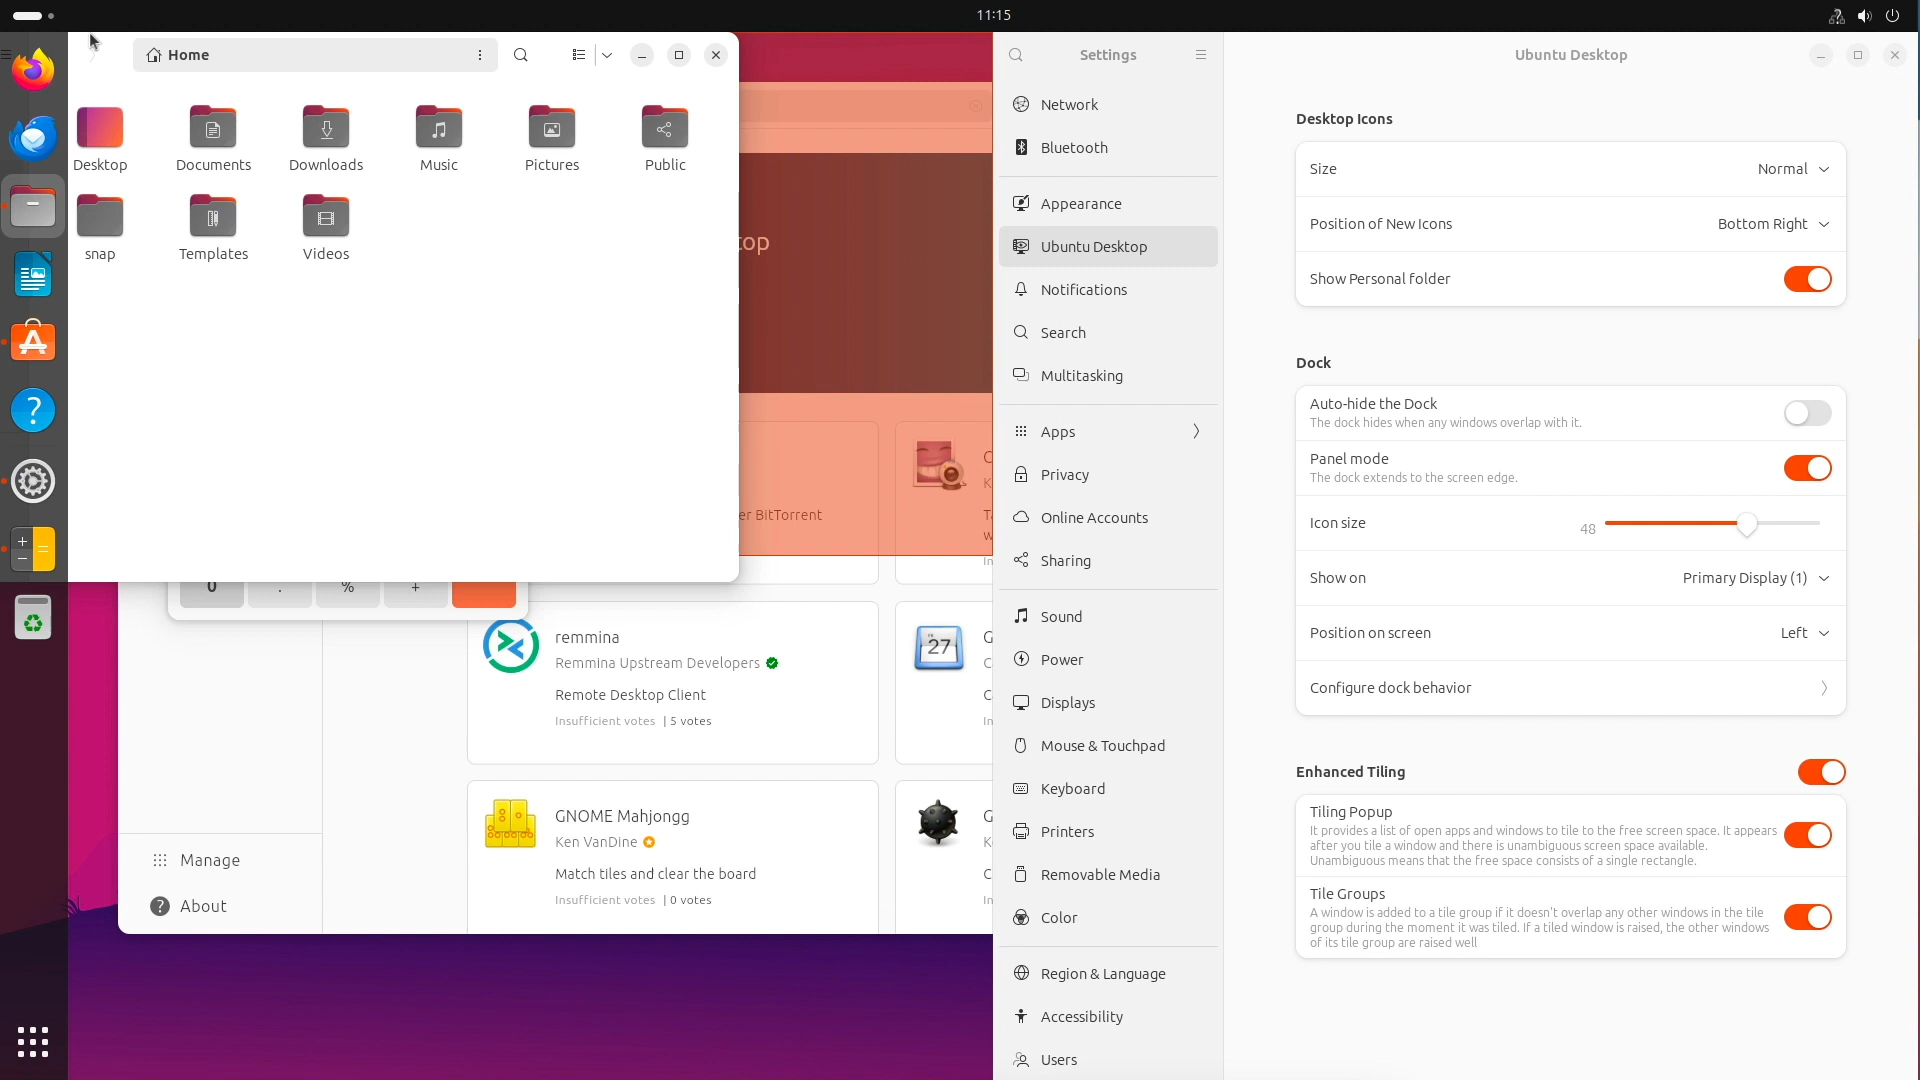 11:15
Home
Desktop
Documents
Downloads
Music
Pictures
Public
snap
Templates
Videos
top
er BitTorrent
0
.
%
+
remmina
Remmina Upstream Developers
Remote Desktop Client
Insufficient votes | 5 votes
27
GNOME Mahjongg
Ken VanDine
Match tiles and clear the board
Insufficient votes | 0 votes
Manage
About
Settings
Network
Bluetooth
Appearance
Ubuntu Desktop
Notifications
Search
Multitasking
Apps
Privacy
Online Accounts
Sharing
Sound
Power
Displays
Mouse & Touchpad
Keyboard
Printers
Removable Media
Color
Region & Language
Accessibility
Users
Ubuntu Desktop
Desktop Icons
Size
Normal
Position of New Icons
Bottom Right
Show Personal folder
Dock
Auto-hide the Dock
The dock hides when any windows overlap with it.
Panel mode
The dock extends to the screen edge.
Icon size
48
Show on
Primary Display (1)
Position on screen
Left
Configure dock behavior
Enhanced Tiling
Tiling Popup
It provides a list of open apps and windows to tile to the free screen space. It appears
after you tile a window and there is unambiguous screen space available.
Unambiguous means that the free space consists of a single rectangle.
Tile Groups
A window is added to a tile group if it doesn't overlap any other windows in the tile
group during the moment it was tiled. If a tiled window is raised, the other windows
of its tile group are raised well